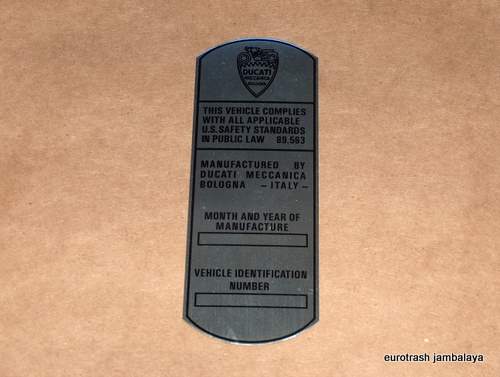 DUCATI
MECCANICA
BOLOGNA
THIS VEHICLE COMPLIES
WITH ALL APPLICABLE
U.S. SAFETY STANDARDS
IN PUBLIC LAW 89.563
MANUFACTURED BY
DUCATI MECCANICA
BOLOGNA - ITALY -
MONTH AND YEAR OF
MANUFACTURE
VEHICLE IDENTIFICATION
NUMBER
eurotrash jambalaya